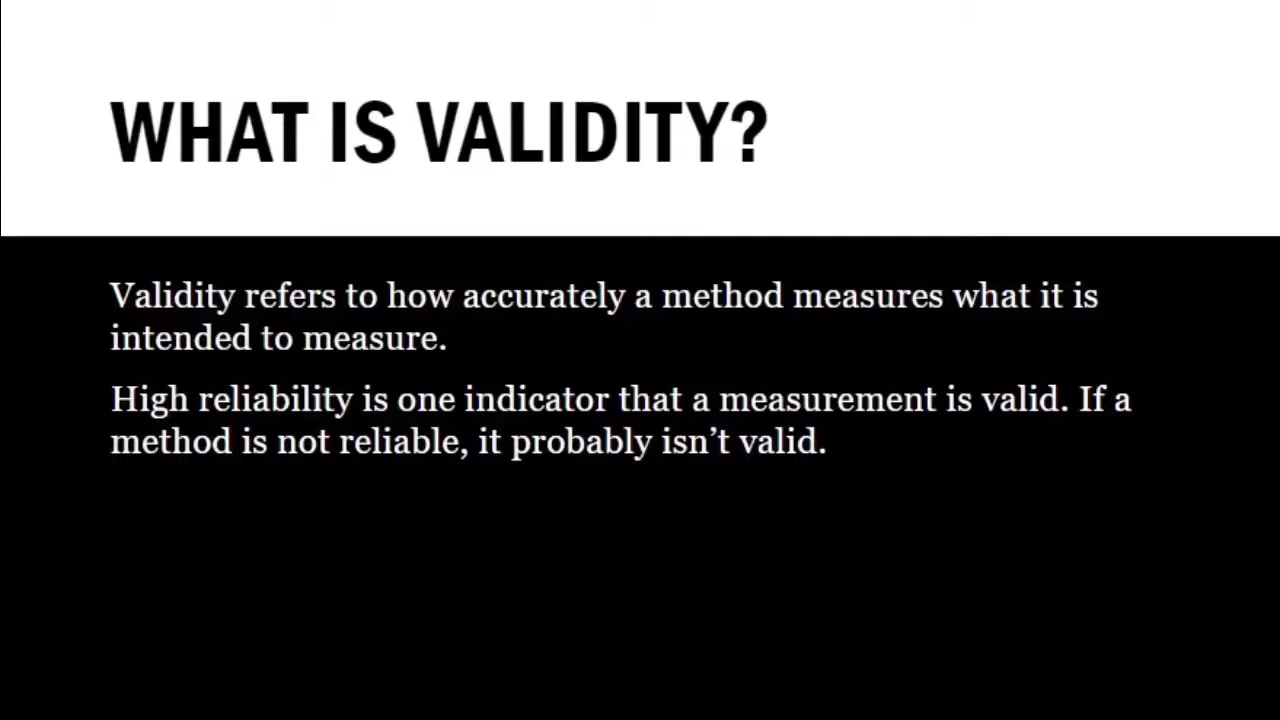 WHAT IS VALIDITY?
Validity refers to how accurately a method measures what it is
intended to measure.
High reliability is one indicator that a measurement is valid. If a
method is not reliable, it probably isn’t valid.